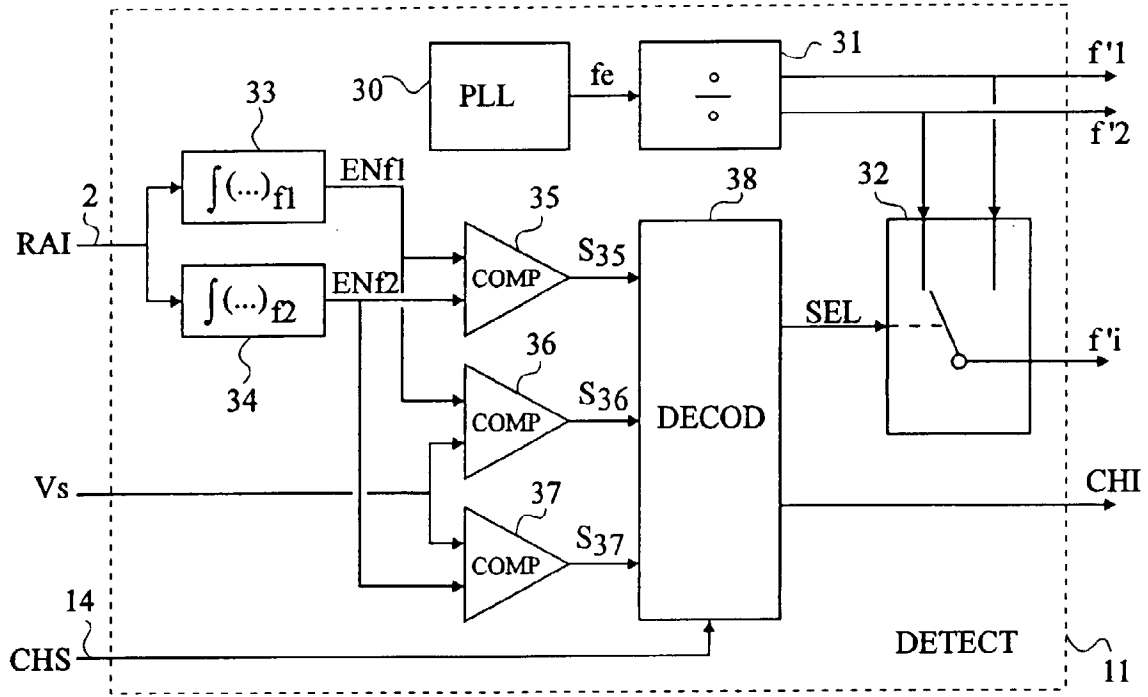 31
f'1
30
PLL
fe
÷
f'2
33
∫(...)f1
ENf1
2
RAI
35
38
32
COMP
S35
∫(...)f2
ENf2
34
SEL
36
f'i
COMP
S36
DECOD
Vs
CHI
37
COMP
S37
14
CHS
DETECT
11